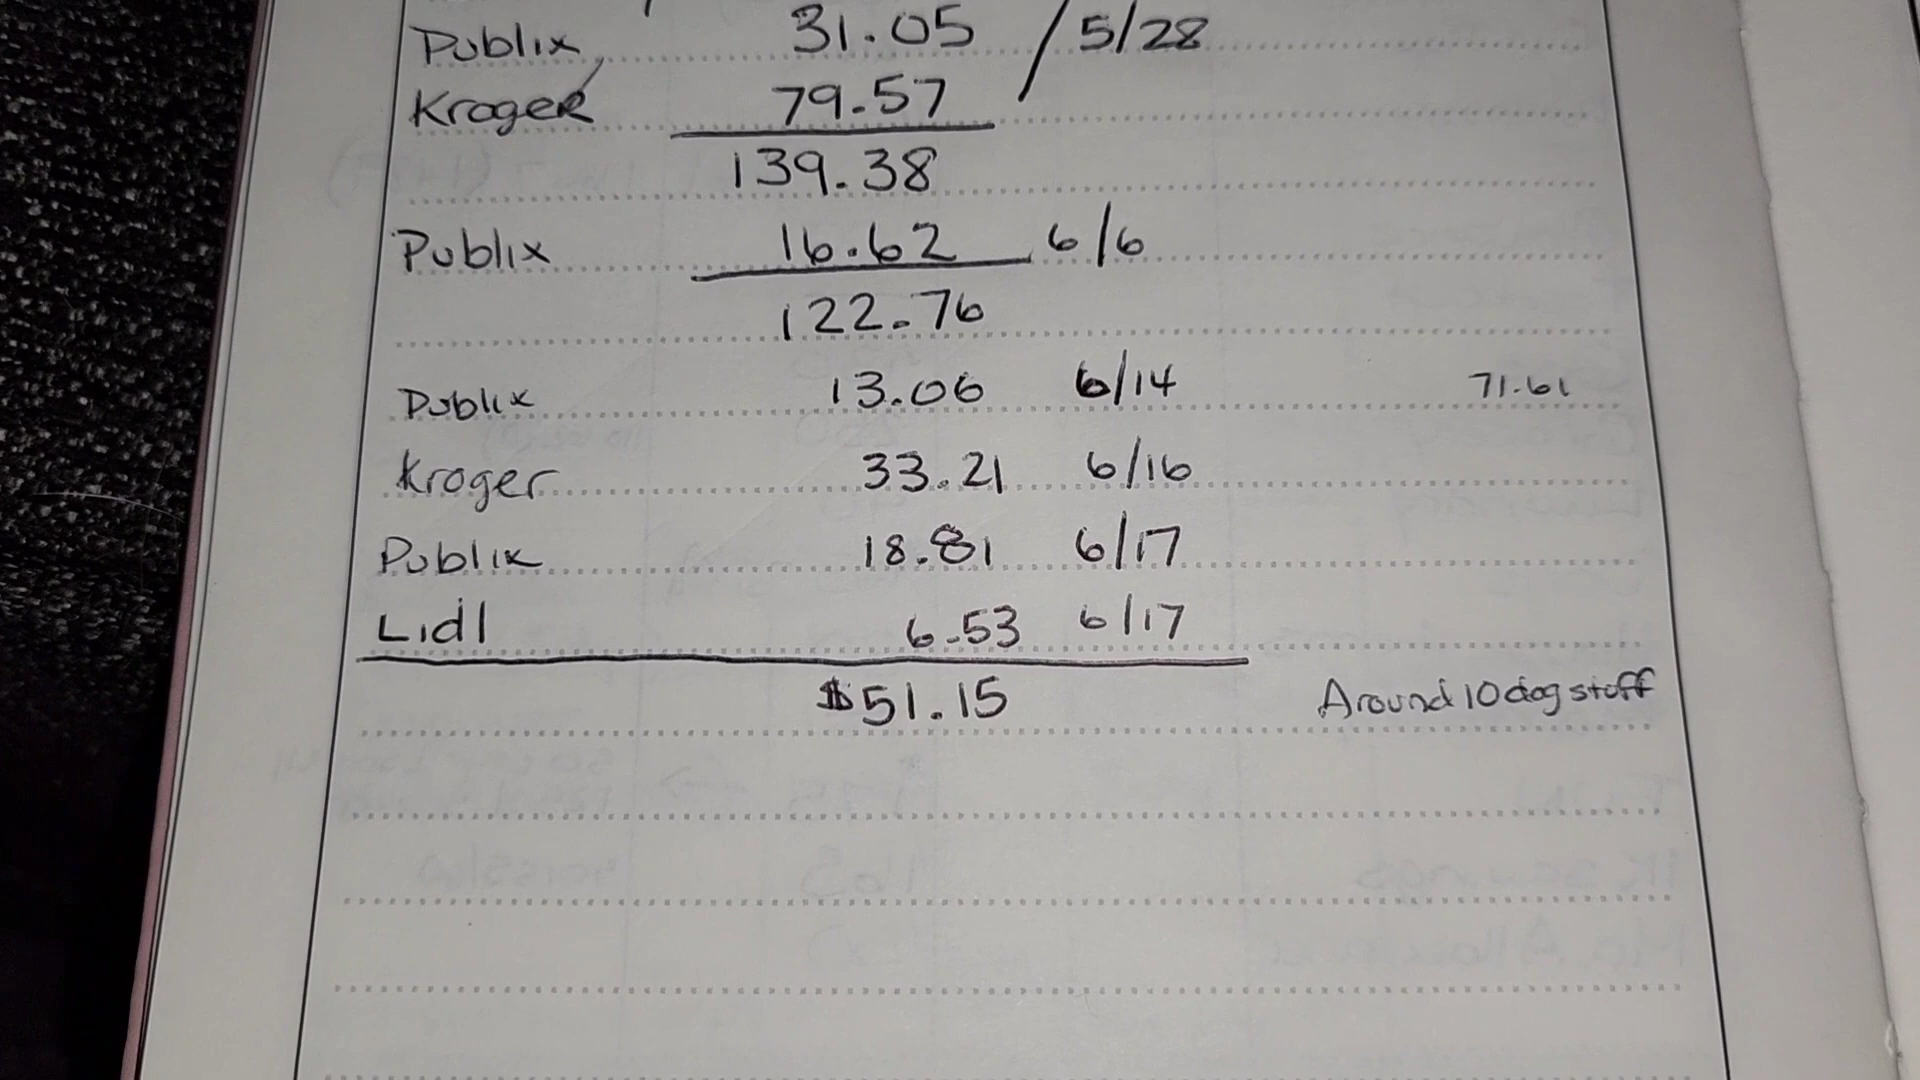 Publix 31.05 / 5/28
Kroger 79.57
139.38
Publix 16.62 6/6
122.76
Publix 13.06 6/14 71.61
Kroger 33.21 6/16
Publix 18.81 6/17
Lidl 6.53 6/17
$51.15 Around 10 dog stuff